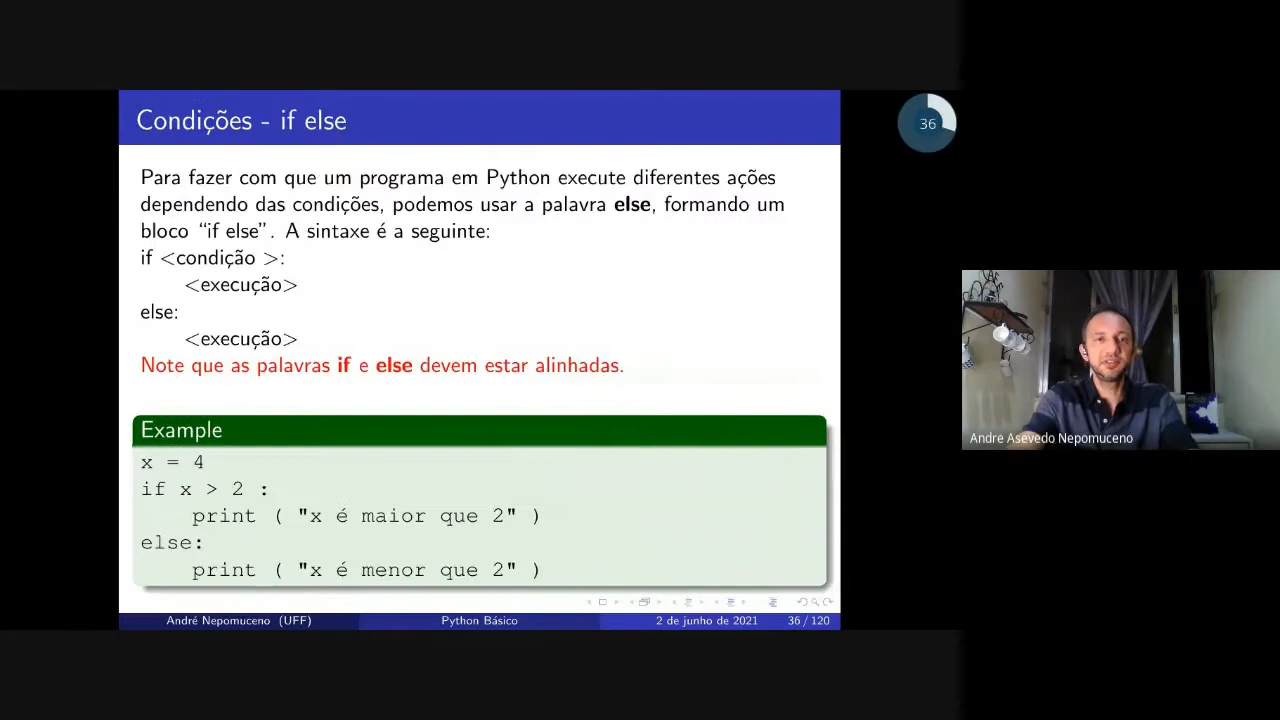 Condições - if else
36
Para fazer com que um programa em Python execute diferentes ações
dependendo das condições, podemos usar a palavra else, formando um
bloco “if else”. A sintaxe é a seguinte:
if <condição >:
<execução>
else:
<execução>
Note que as palavras if e else devem estar alinhadas.
Example
x = 4
if x > 2 :
print ( "x é maior que 2" )
else:
print ( "x é menor que 2" )
André Nepomuceno (UFF)
Python Básico
2 de junho de 2021
36 / 120
Andre Asevedo Nepomuceno